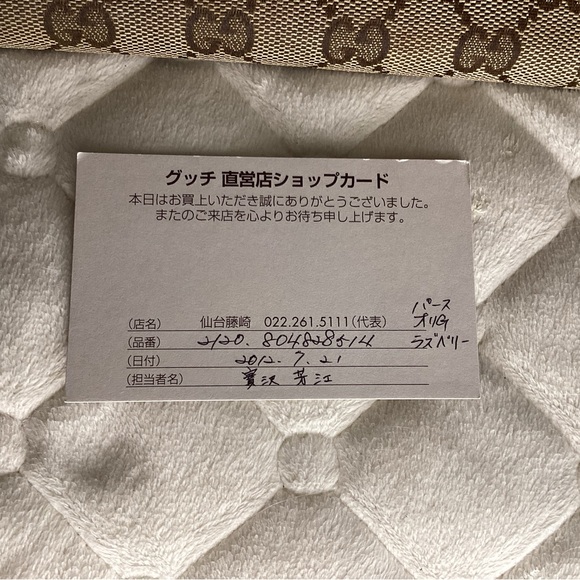 グッチ 直営店ショップカード
本日はお買上いただき誠にありがとうございました。
またのご来店を心よりお待ち申し上げます。
(店名) 仙台藤崎 022.261.5111(代表)
パース
オリG
ラズベリー
(品番) 2120. 804828514
(日付) 2012.7.21
(担当者名) 芳江